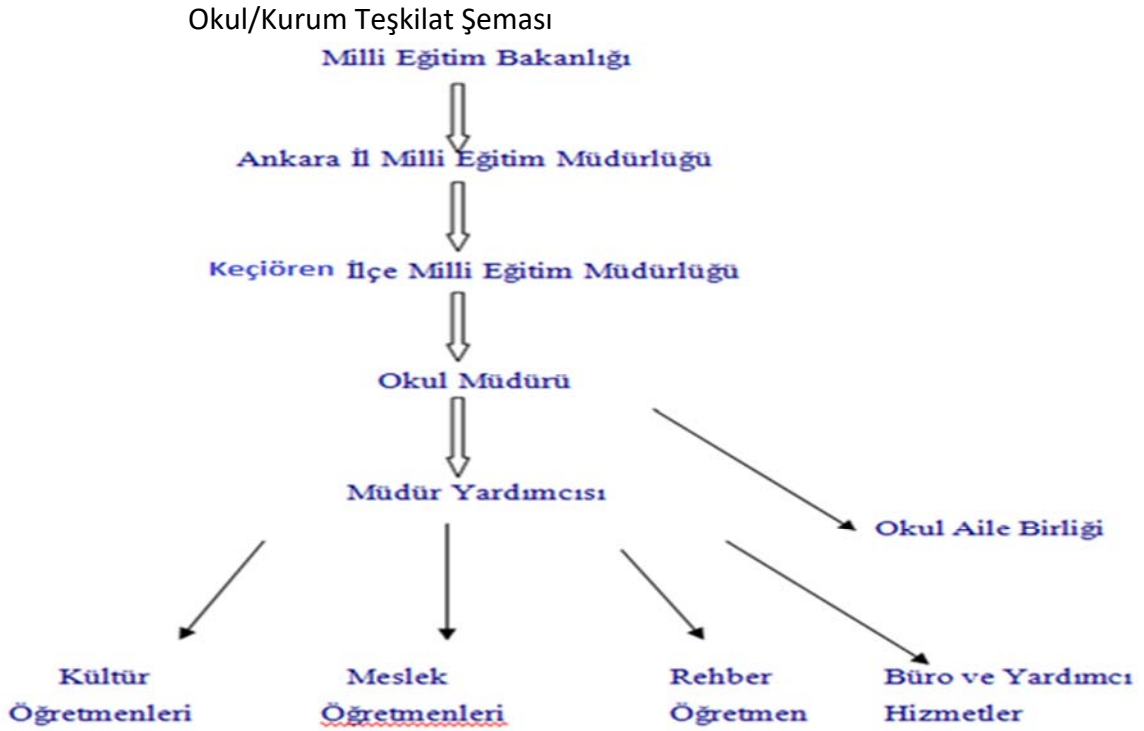 Okul/Kurum Teşkilat Şeması
Milli Eğitim Bakanlığı
Ankara İl Milli Eğitim Müdürlüğü
Keçiören İlçe Milli Eğitim Müdürlüğü
Okul Müdürü
Müdür Yardımcısı
Okul Aile Birliği
Kültür
Öğretmenleri
Meslek
Öğretmenleri
Rehber
Öğretmen
Büro ve Yardımcı
Hizmetler